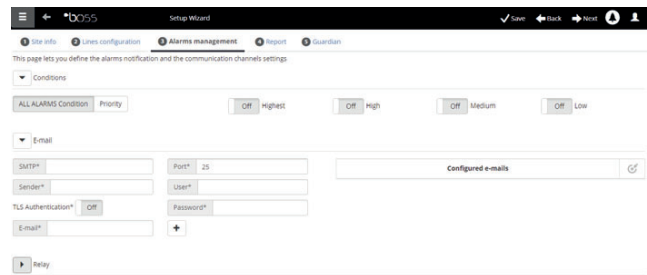 boss Setup Wizard Save Back Next
1 Site info 2 Lines configuration 3 Alarms management 4 Report 5 Guardian
This page lets you define the alarms notification and the communication channels settings
Conditions
ALL ALARMS Condition Priority Off Highest Off High Off Medium Off Low
E-mail
SMTP* Port* 25 Configured e-mails
Sender* User*
TLS Authentication* Off Password*
E-mail* +
Relay